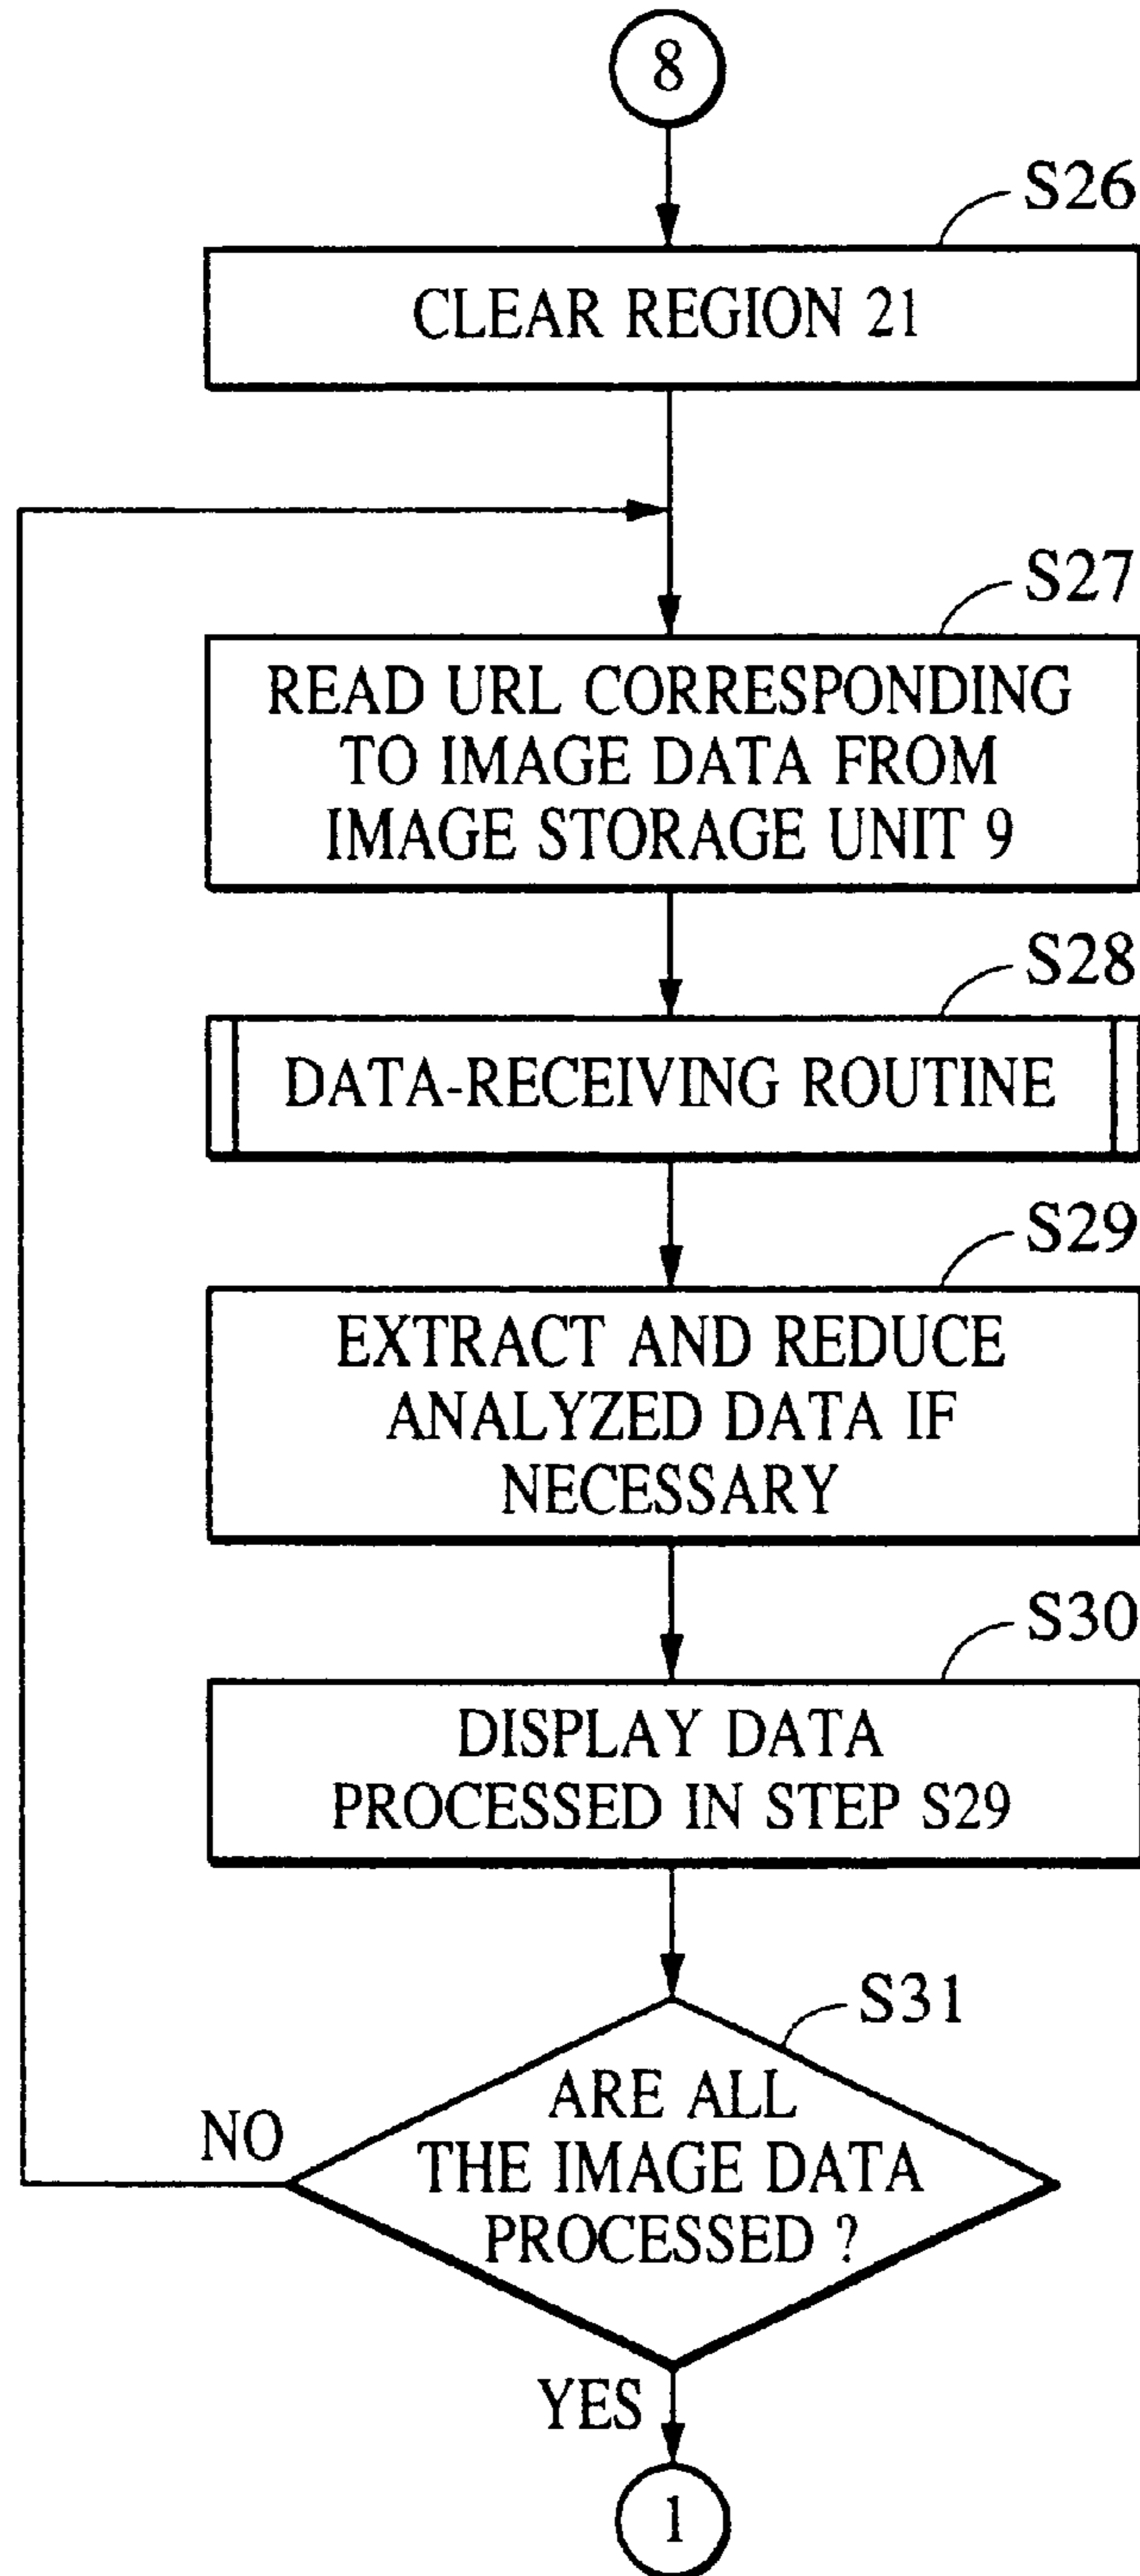 8
S26
CLEAR REGION 21
S27
READ URL CORRESPONDING
TO IMAGE DATA FROM
IMAGE STORAGE UNIT 9
S28
DATA-RECEIVING ROUTINE
S29
EXTRACT AND REDUCE
ANALYZED DATA IF
NECESSARY
S30
DISPLAY DATA
PROCESSED IN STEP S29
S31
ARE ALL
THE IMAGE DATA
PROCESSED ?
NO
YES
1